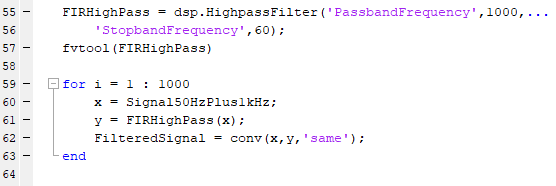 55 – FIRHighPass = dsp.HighpassFilter('PassbandFrequency',1000,...
56 'StopbandFrequency',60);
57 – fvtool(FIRHighPass)
58
59 – for i = 1 : 1000
60 – x = Signal50HzPlus1kHz;
61 – y = FIRHighPass(x);
62 – FilteredSignal = conv(x,y,'same');
63 – end
64